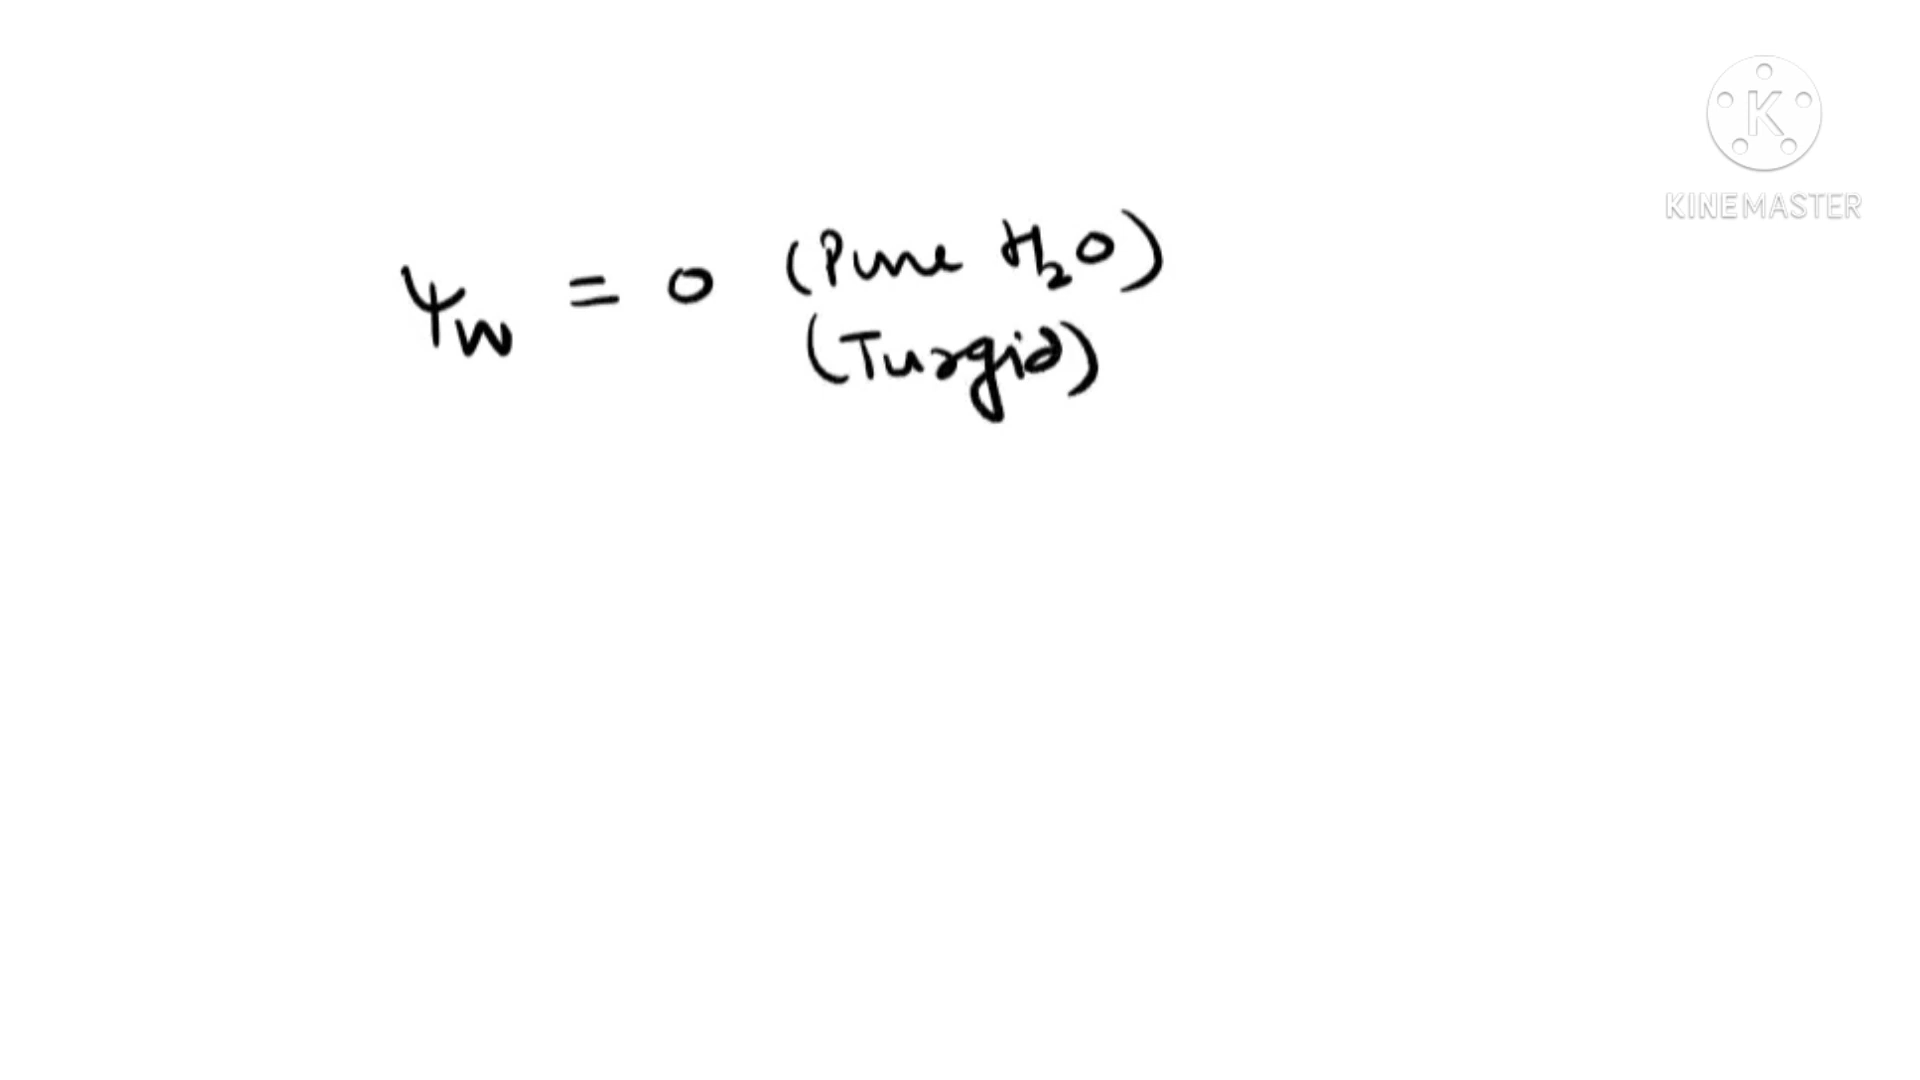 Ψw = 0 (Pure H₂O)
(Turgid)
K
KINEMASTER